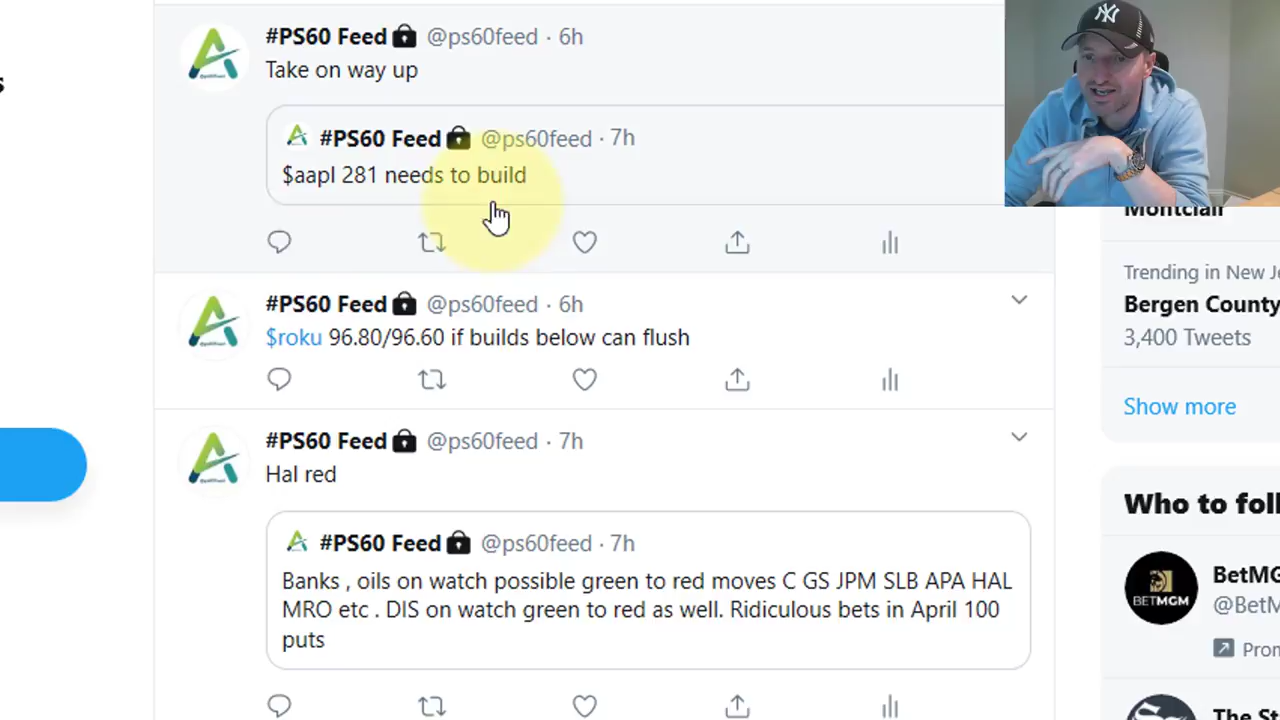 s
#PS60 Feed @ps60feed · 6h
Take on way up
#PS60 Feed @ps60feed · 7h
$aapl 281 needs to build
#PS60 Feed @ps60feed · 6h
$roku 96.80/96.60 if builds below can flush
#PS60 Feed @ps60feed · 7h
Hal red
#PS60 Feed @ps60feed · 7h
Banks , oils on watch possible green to red moves C GS JPM SLB APA HAL
MRO etc . DIS on watch green to red as well. Ridiculous bets in April 100
puts
Montclair
Trending in New Je
Bergen County
3,400 Tweets
Show more
Who to foll
BETMGM
BetMG
@BetM
Prom
The St